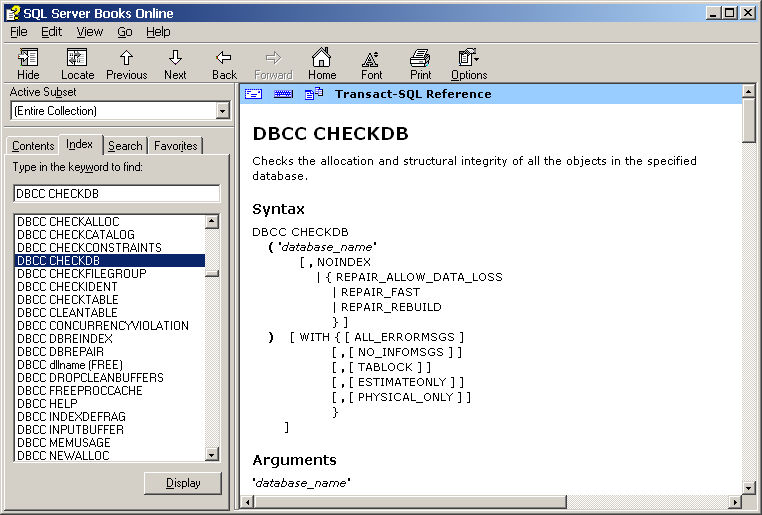 SQL Server Books Online
File Edit View Go Help
Hide Locate Previous Next Back Forward Home Font Print Options
Active Subset
(Entire Collection)
Contents Index Search Favorites
Type in the keyword to find:
DBCC CHECKDB
DBCC CHECKALLOC
DBCC CHECKCATALOG
DBCC CHECKCONSTRAINTS
DBCC CHECKDB
DBCC CHECKFILEGROUP
DBCC CHECKIDENT
DBCC CHECKTABLE
DBCC CLEANTABLE
DBCC CONCURRENCYVIOLATION
DBCC DBREINDEX
DBCC DBREPAIR
DBCC dllname (FREE)
DBCC DROPCLEANBUFFERS
DBCC FREEPROCCACHE
DBCC HELP
DBCC INDEXDEFRAG
DBCC INPUTBUFFER
DBCC MEMUSAGE
DBCC NEWALLOC
Display
Transact-SQL Reference
DBCC CHECKDB
Checks the allocation and structural integrity of all the objects in the specified
database.
Syntax
DBCC CHECKDB
( 'database_name'
[ , NOINDEX
| { REPAIR_ALLOW_DATA_LOSS
| REPAIR_FAST
| REPAIR_REBUILD
} ]
) [ WITH { [ ALL_ERRORMSGS ]
[ , [ NO_INFOMSGS ] ]
[ , [ TABLOCK ] ]
[ , [ ESTIMATEONLY ] ]
[ , [ PHYSICAL_ONLY ] ]
}
]
Arguments
'database_name'